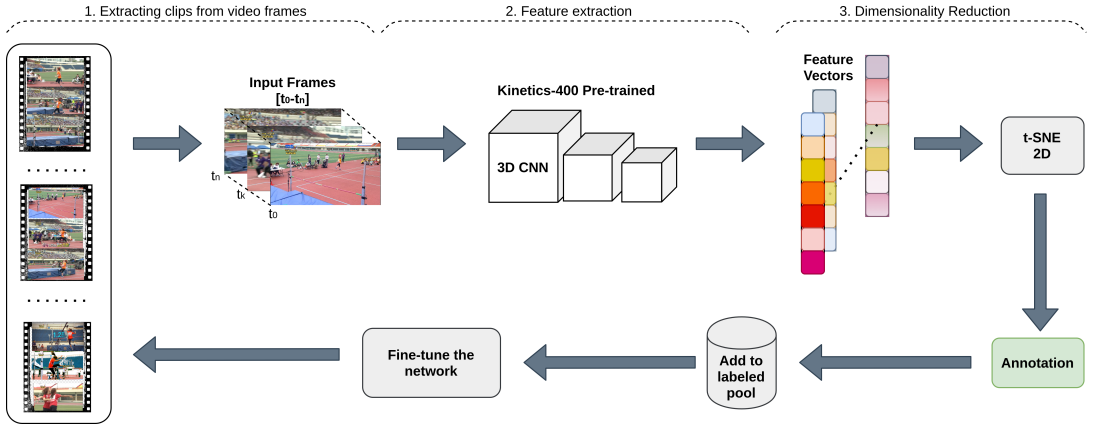 1. Extracting clips from video frames
2. Feature extraction
3. Dimensionality Reduction
Input Frames
[t0-tn]
tn
tk
t0
Kinetics-400 Pre-trained
3D CNN
Feature
Vectors
t-SNE
2D
Annotation
Add to
labeled
pool
Fine-tune the
network